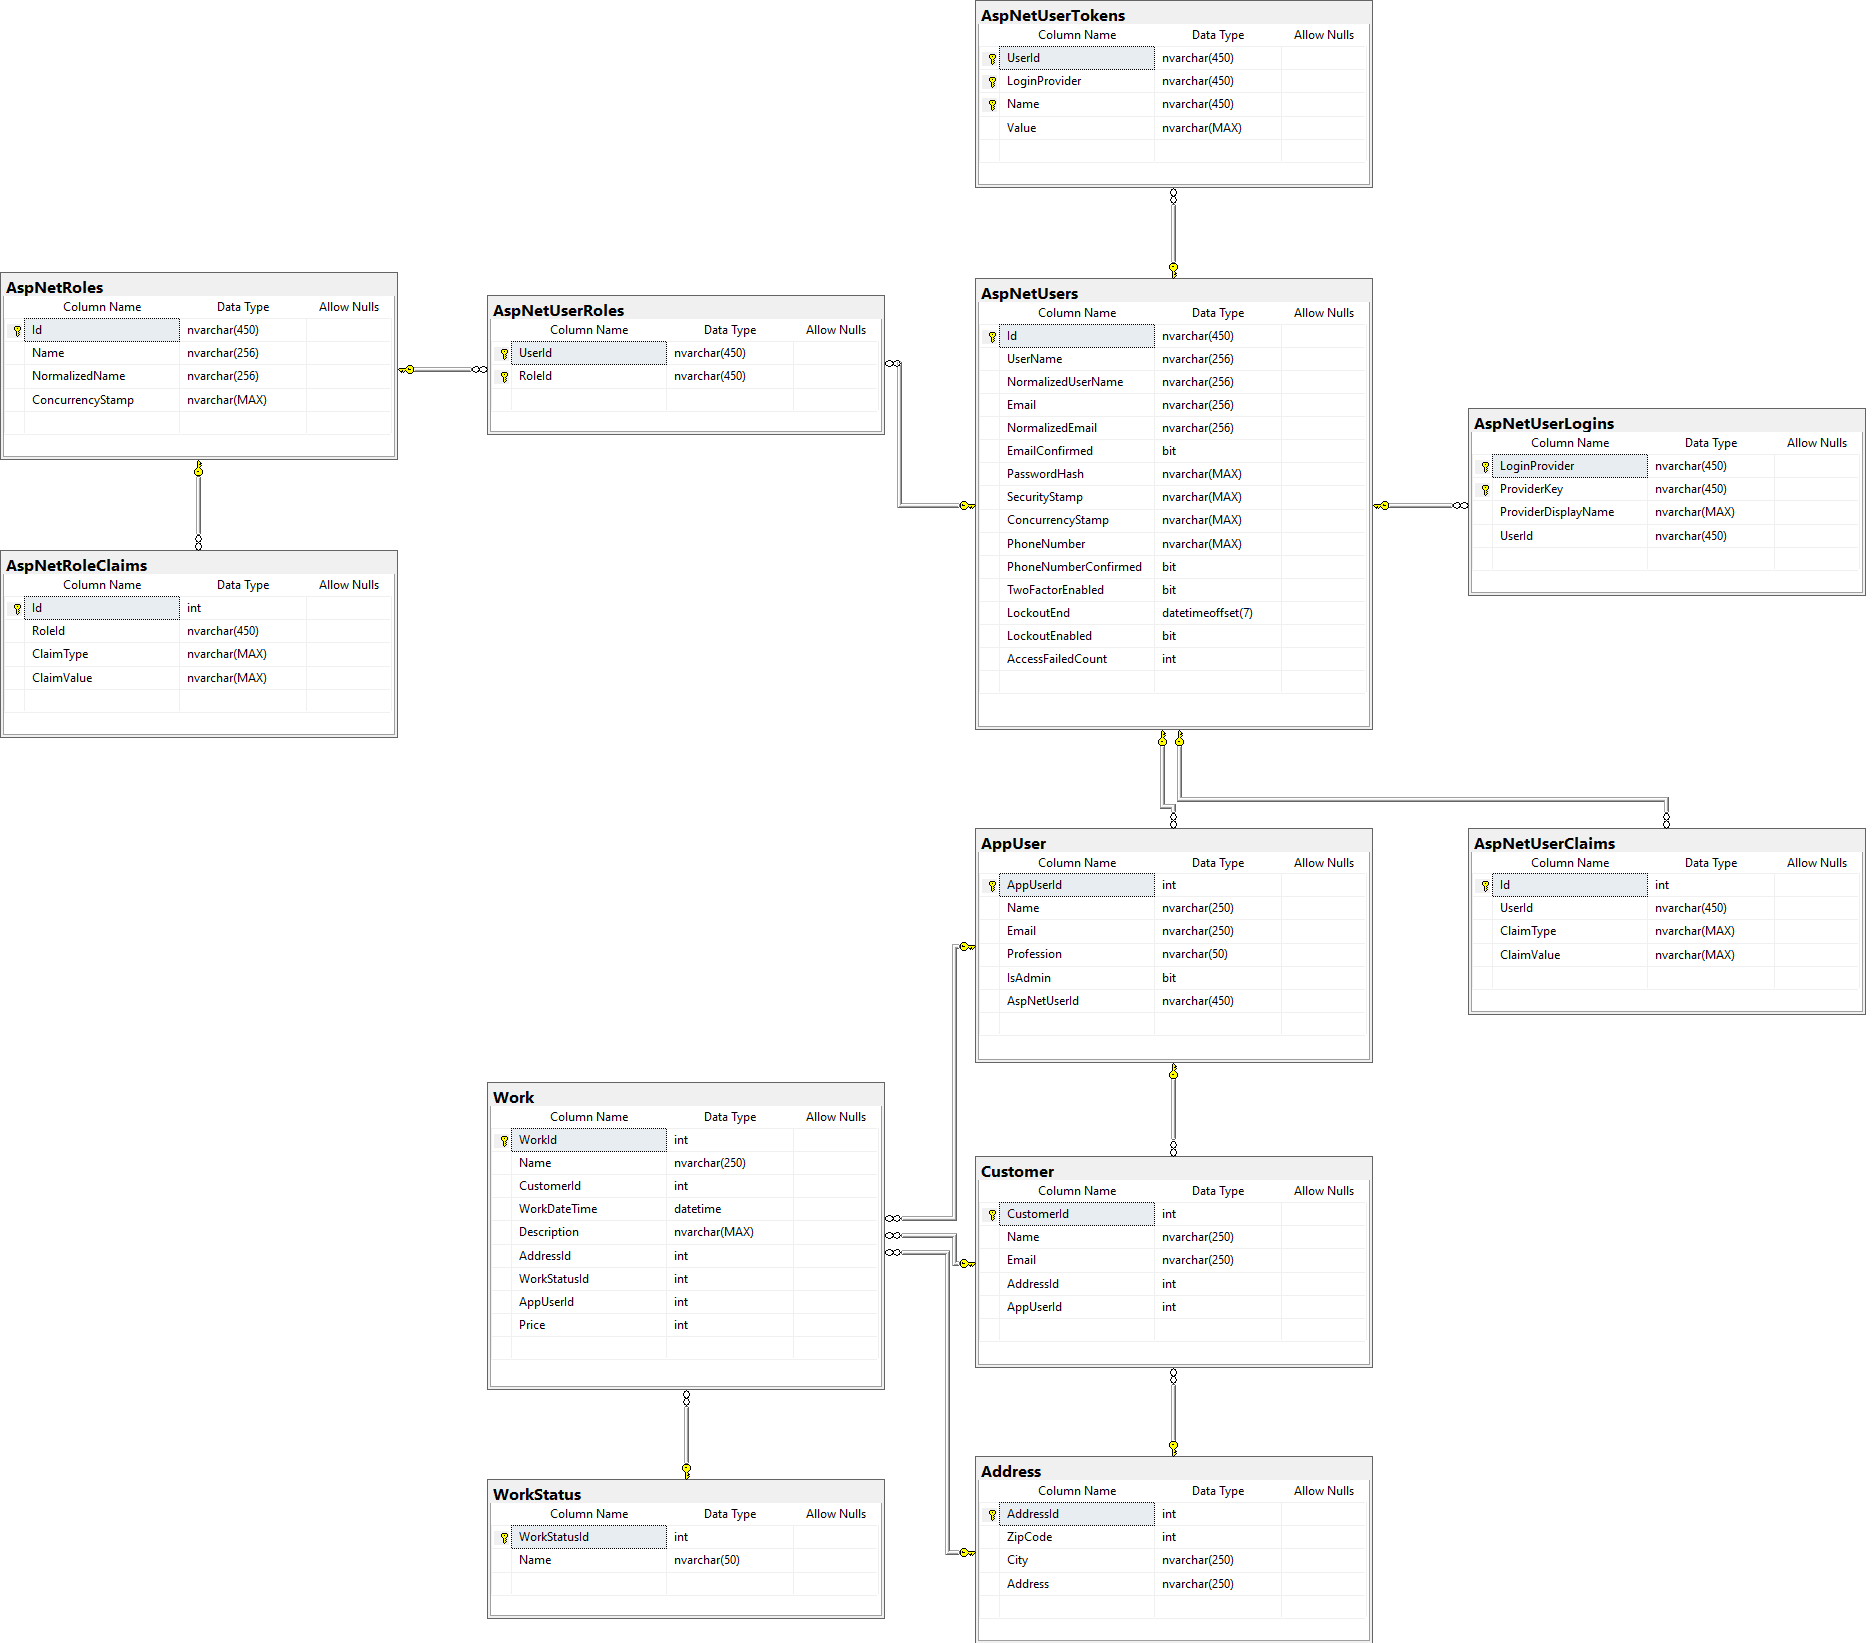 AspNetUserTokens
Column Name Data Type Allow Nulls
UserId nvarchar(450)
LoginProvider nvarchar(450)
Name nvarchar(450)
Value nvarchar(MAX)
AspNetRoles
Column Name Data Type Allow Nulls
Id nvarchar(450)
Name nvarchar(256)
NormalizedName nvarchar(256)
ConcurrencyStamp nvarchar(MAX)
AspNetUserRoles
Column Name Data Type Allow Nulls
UserId nvarchar(450)
RoleId nvarchar(450)
AspNetUsers
Column Name Data Type Allow Nulls
Id nvarchar(450)
UserName nvarchar(256)
NormalizedUserName nvarchar(256)
Email nvarchar(256)
NormalizedEmail nvarchar(256)
EmailConfirmed bit
PasswordHash nvarchar(MAX)
SecurityStamp nvarchar(MAX)
ConcurrencyStamp nvarchar(MAX)
PhoneNumber nvarchar(MAX)
PhoneNumberConfirmed bit
TwoFactorEnabled bit
LockoutEnd datetimeoffset(7)
LockoutEnabled bit
AccessFailedCount int
AspNetUserLogins
Column Name Data Type Allow Nulls
LoginProvider nvarchar(450)
ProviderKey nvarchar(450)
ProviderDisplayName nvarchar(MAX)
UserId nvarchar(450)
AspNetRoleClaims
Column Name Data Type Allow Nulls
Id int
RoleId nvarchar(450)
ClaimType nvarchar(MAX)
ClaimValue nvarchar(MAX)
AppUser
Column Name Data Type Allow Nulls
AppUserId int
Name nvarchar(250)
Email nvarchar(250)
Profession nvarchar(50)
IsAdmin bit
AspNetUserId nvarchar(450)
AspNetUserClaims
Column Name Data Type Allow Nulls
Id int
UserId nvarchar(450)
ClaimType nvarchar(MAX)
ClaimValue nvarchar(MAX)
Work
Column Name Data Type Allow Nulls
WorkId int
Name nvarchar(250)
CustomerId int
WorkDateTime datetime
Description nvarchar(MAX)
AddressId int
WorkStatusId int
AppUserId int
Price int
Customer
Column Name Data Type Allow Nulls
CustomerId int
Name nvarchar(250)
Email nvarchar(250)
AddressId int
AppUserId int
WorkStatus
Column Name Data Type Allow Nulls
WorkStatusId int
Name nvarchar(50)
Address
Column Name Data Type Allow Nulls
AddressId int
ZipCode int
City nvarchar(250)
Address nvarchar(250)